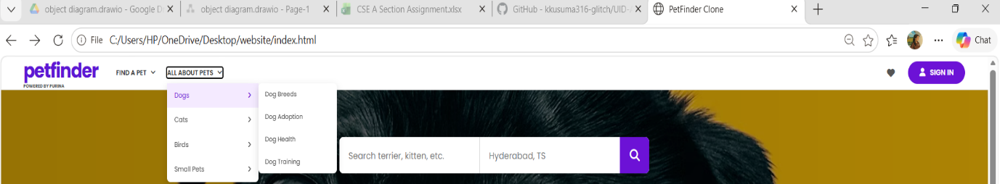 object diagram.drawio - Google D
object diagram.drawio - Page-1
CSE A Section Assignment.xlsx
GitHub - kkusuma316-glitch/UID-A
PetFinder Clone
File C:/Users/HP/OneDrive/Desktop/website/index.html
Chat
petfinder
POWERED BY PURINA
FIND A PET
ALL ABOUT PETS
SIGN IN
Dogs
Cats
Birds
Small Pets
Dog Breeds
Dog Adoption
Dog Health
Dog Training
Search terrier, kitten, etc.
Hyderabad, TS